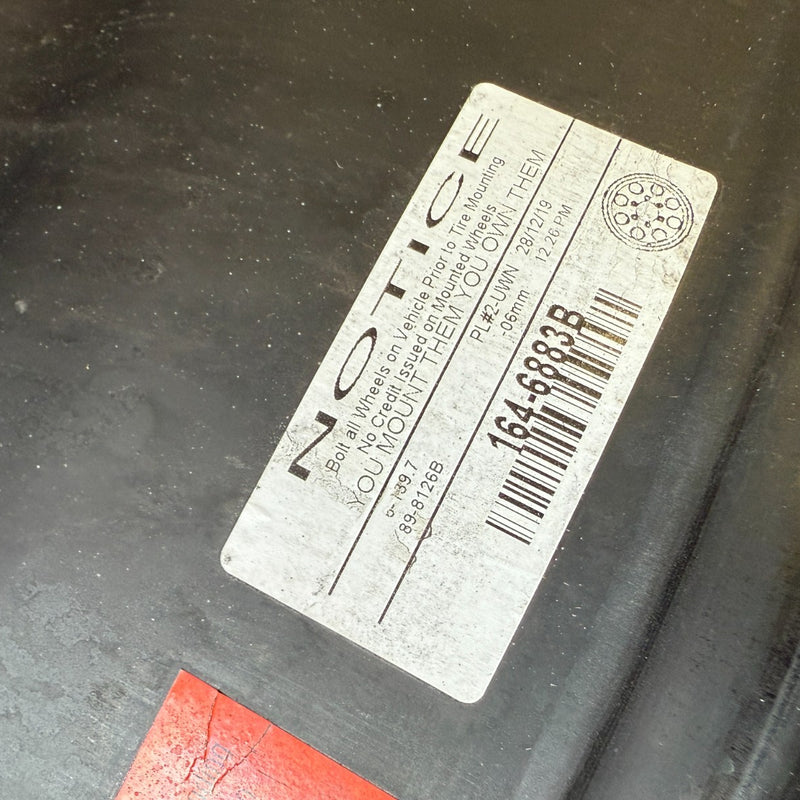 NOTICE
Bolt all Wheels on Vehicle Prior to Tire Mounting
No Credit Issued on Mounted Wheels
YOU MOUNT THEM YOU OWN THEM
6-139.7 PL#2-UWN 28/12/19
89-8126B -06mm 12.26 PM
164-6883B